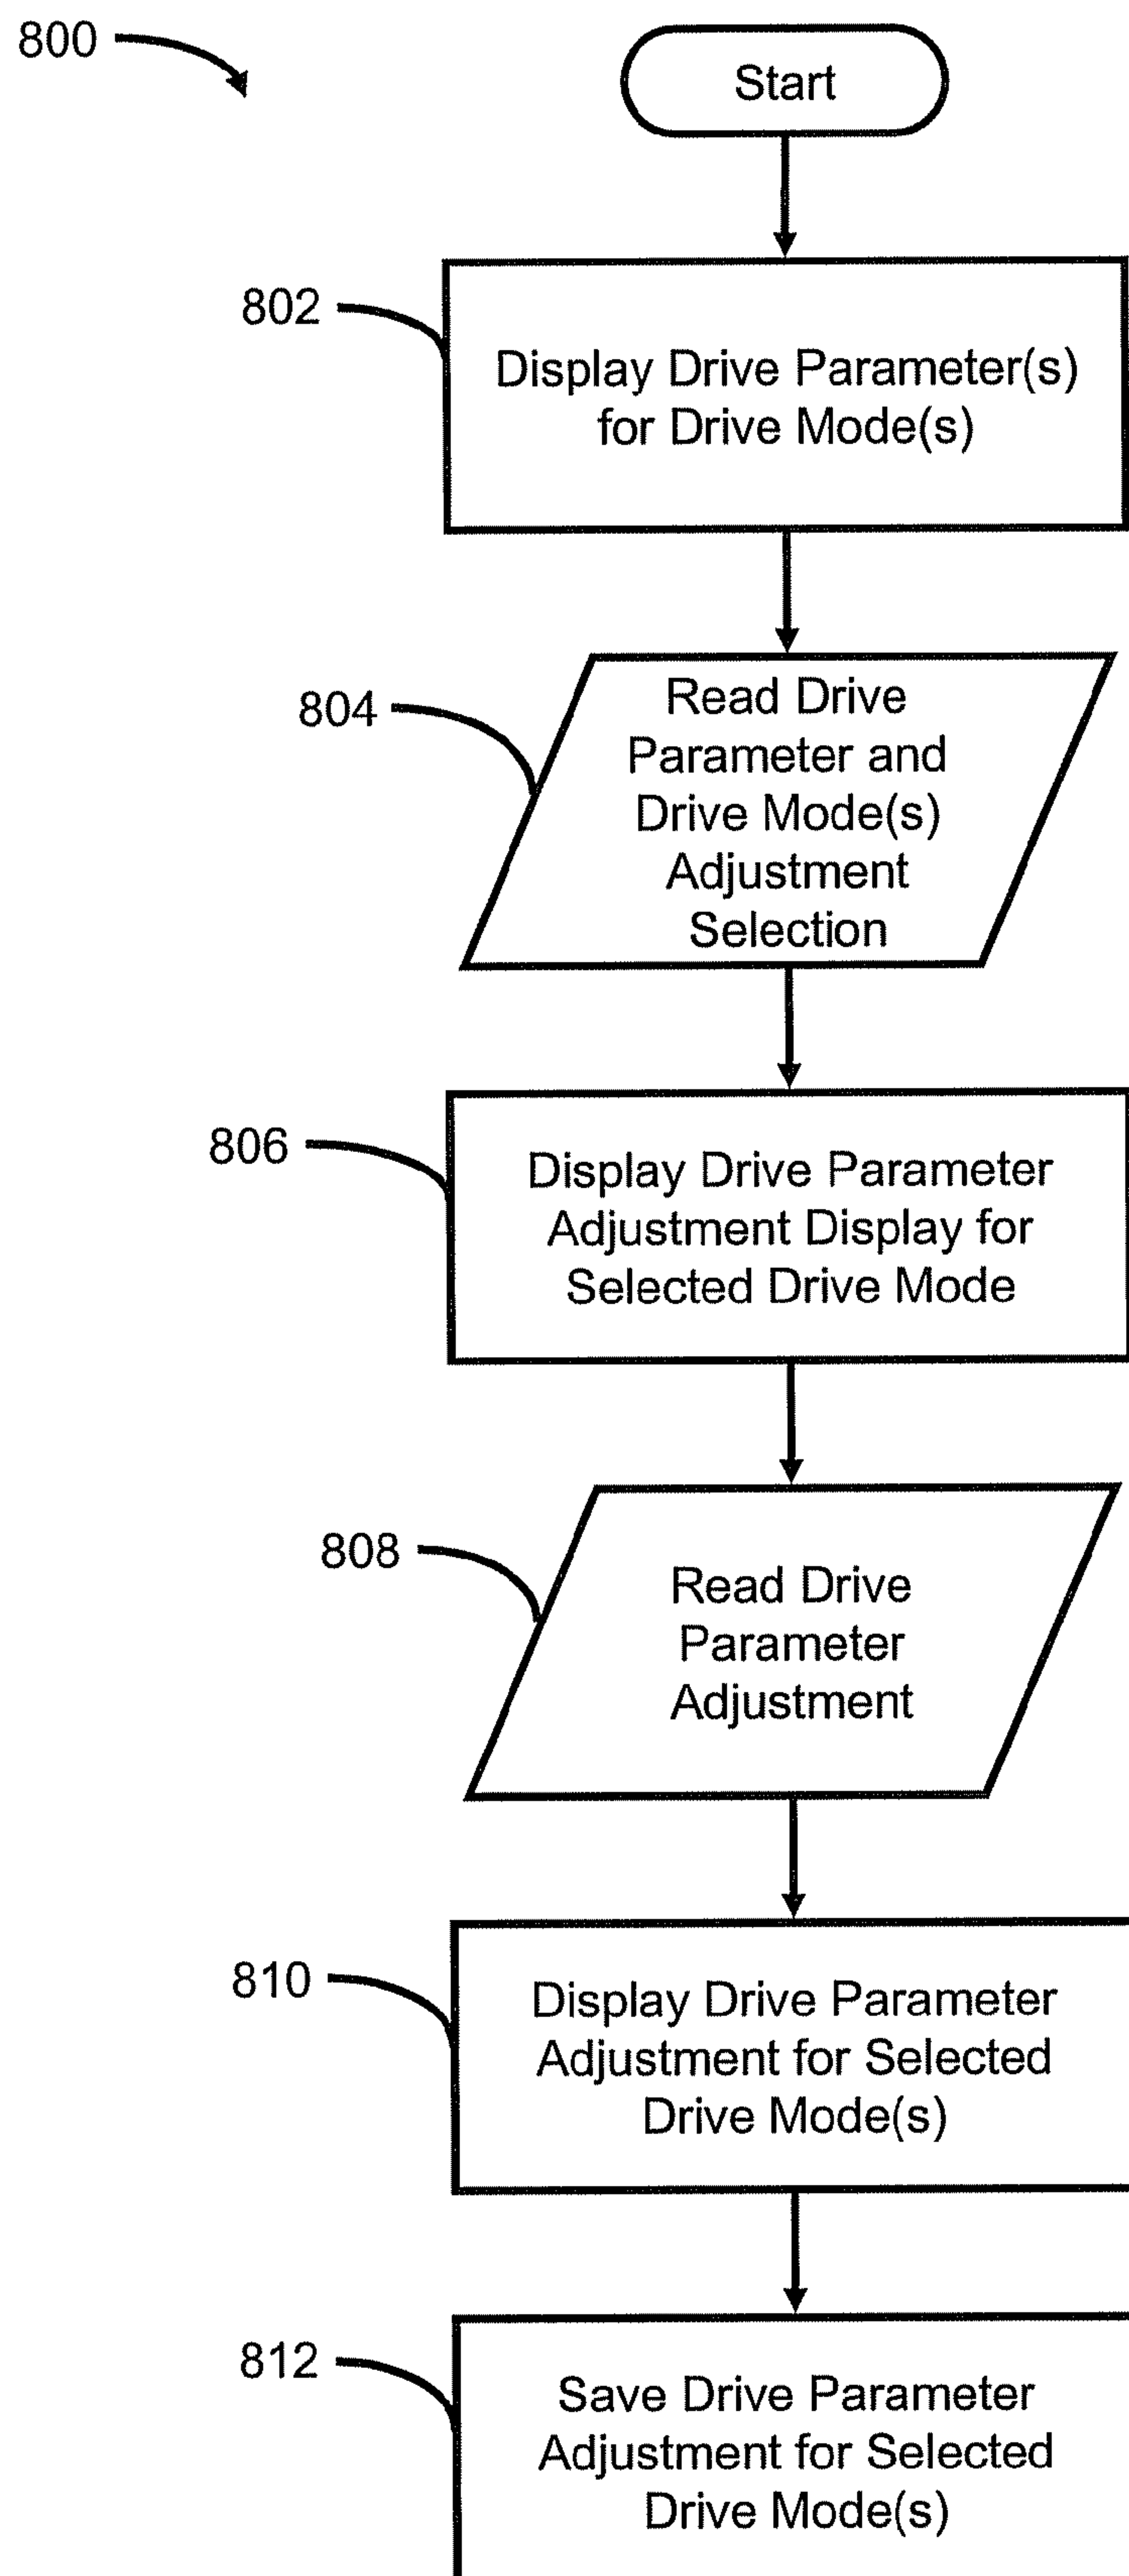 800
Start
802
Display Drive Parameter(s)
for Drive Mode(s)
804
Read Drive
Parameter and
Drive Mode(s)
Adjustment
Selection
806
Display Drive Parameter
Adjustment Display for
Selected Drive Mode
808
Read Drive
Parameter
Adjustment
810
Display Drive Parameter
Adjustment for Selected
Drive Mode(s)
812
Save Drive Parameter
Adjustment for Selected
Drive Mode(s)